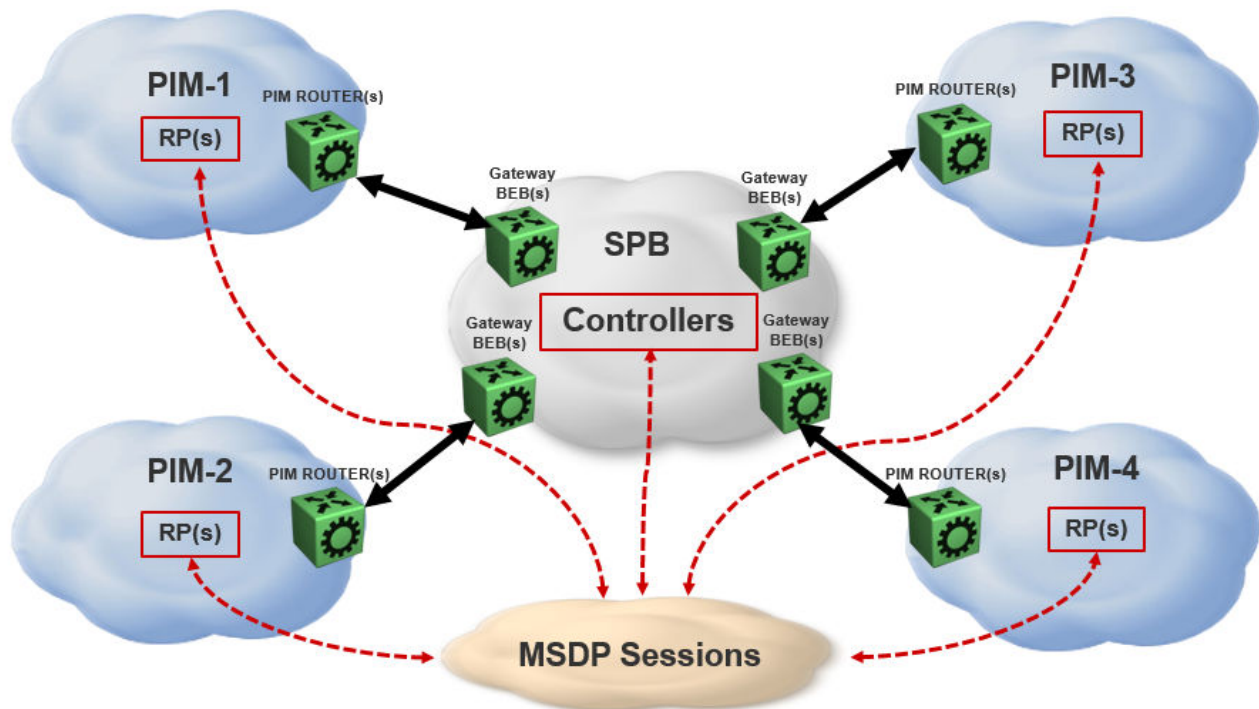 PIM-1
PIM ROUTER(s)
RP(s)
PIM-3
PIM ROUTER(s)
RP(s)
Gateway
BEB(s)
Gateway
BEB(s)
SPB
Controllers
Gateway
BEB(s)
Gateway
BEB(s)
PIM-2
PIM ROUTER(s)
RP(s)
PIM-4
PIM ROUTER(s)
RP(s)
MSDP Sessions